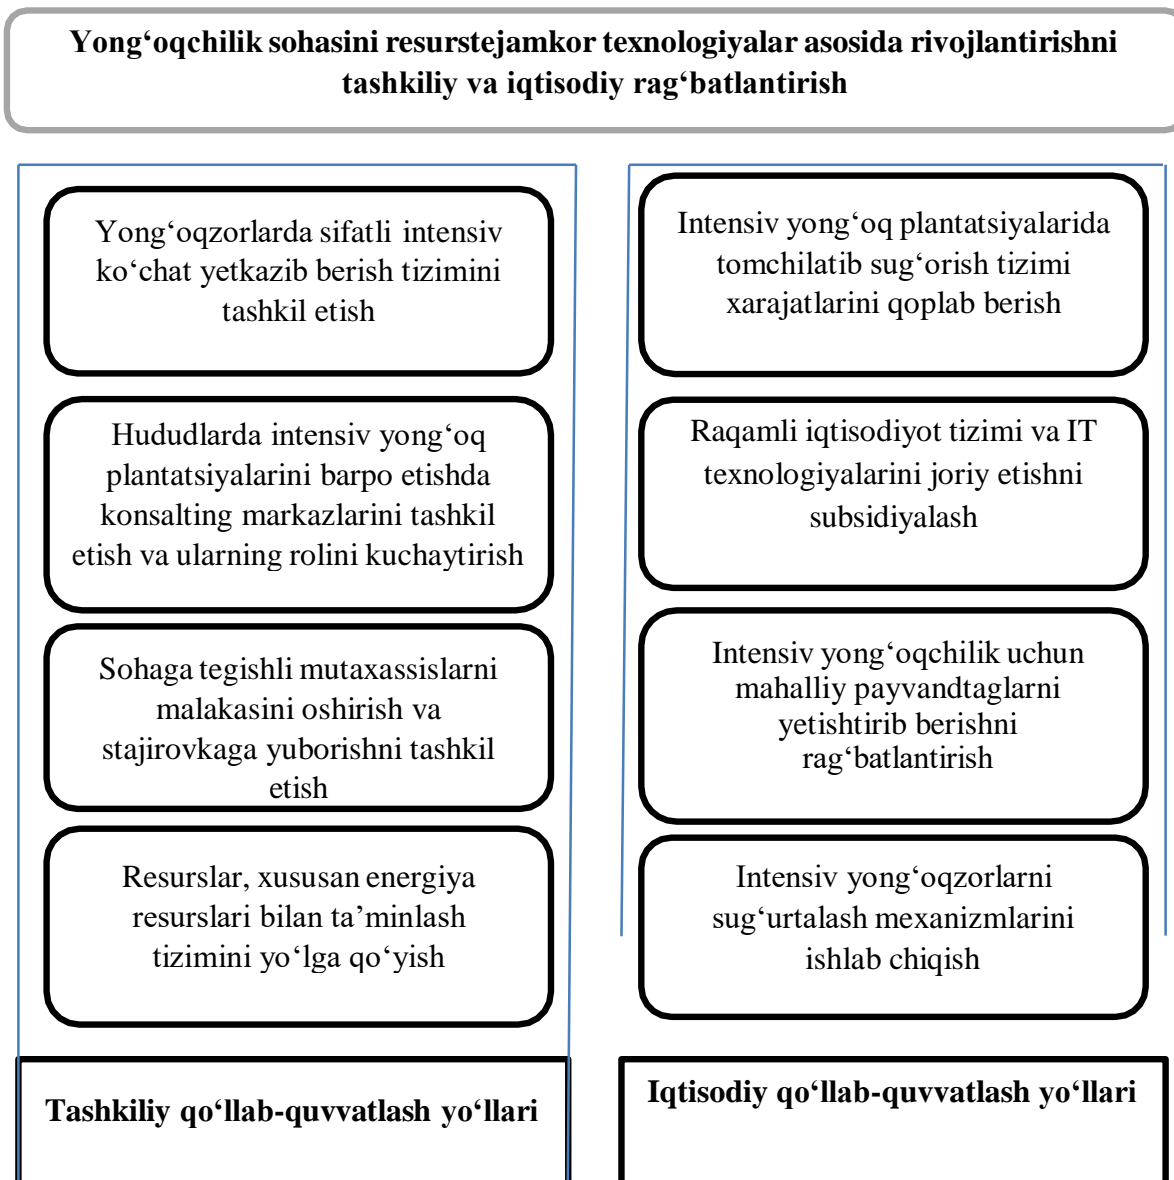 Yong‘oqchilik sohasini resurstejamkor texnologiyalar asosida rivojlantirishni
tashkiliy va iqtisodiy rag‘batlantirish
Yong‘oqzorlarda sifatli intensiv
ko‘chat yetkazib berish tizimini
tashkil etish
Hududlarda intensiv yong‘oq
plantatsiyalarini barpo etishda
konsalting markazlarini tashkil
etish va ularning rolini kuchaytirish
Sohaga tegishli mutaxassislarni
malakasini oshirish va
stajirovkaga yuborishni tashkil
etish
Resurslar, xususan energiya
resurslari bilan ta’minlash
tizimini yo‘lga qo‘yish
Tashkiliy qo‘llab-quvvatlash yo‘llari
Intensiv yong‘oq plantatsiyalarida
tomchilatib sug‘orish tizimi
xarajatlarini qoplab berish
Raqamli iqtisodiyot tizimi va IT
texnologiyalarini joriy etishni
subsidiyalash
Intensiv yong‘oqchilik uchun
mahalliy payvandtaglarni
yetishtirib berishni
rag‘batlantirish
Intensiv yong‘oqzorlarni
sug‘urtalash mexanizmlarini
ishlab chiqish
Iqtisodiy qo‘llab-quvvatlash yo‘llari